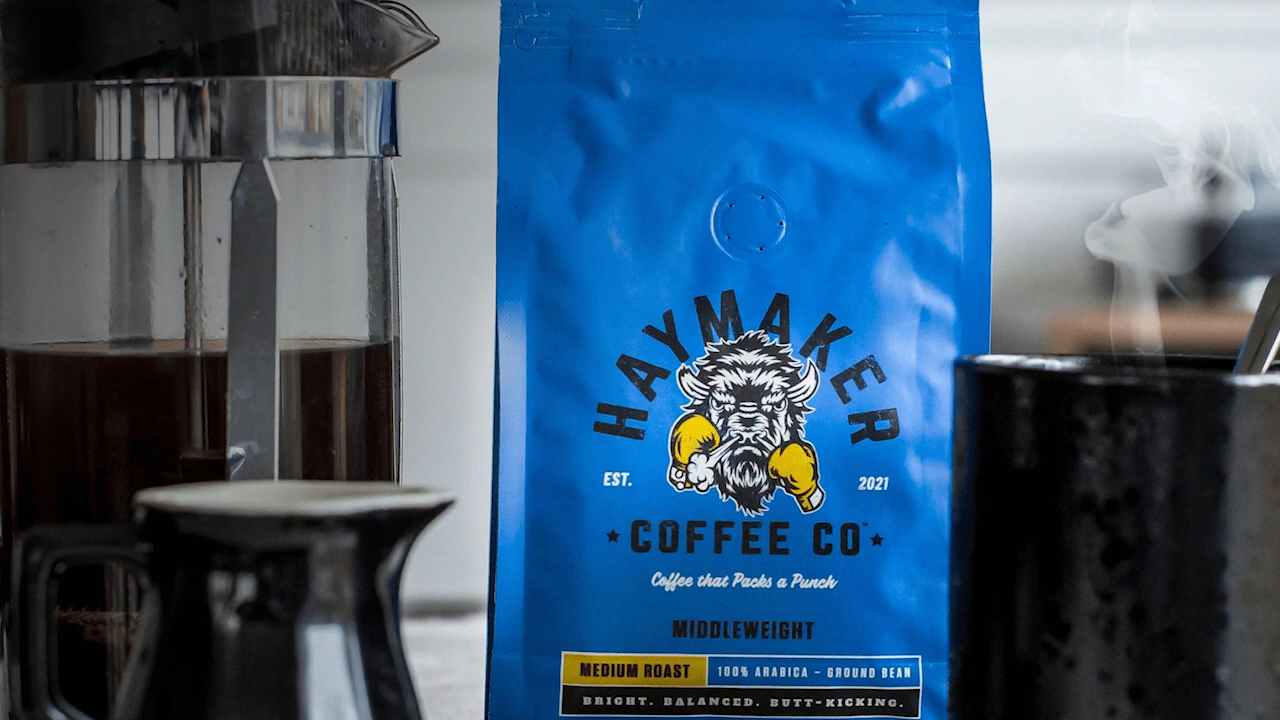 HAYMAKER
EST. 2021
COFFEE CO™
Coffee that Packs a Punch
MIDDLEWEIGHT
MEDIUM ROAST 100% ARABICA – GROUND BEAN
BRIGHT. BALANCED. BUTT-KICKING.